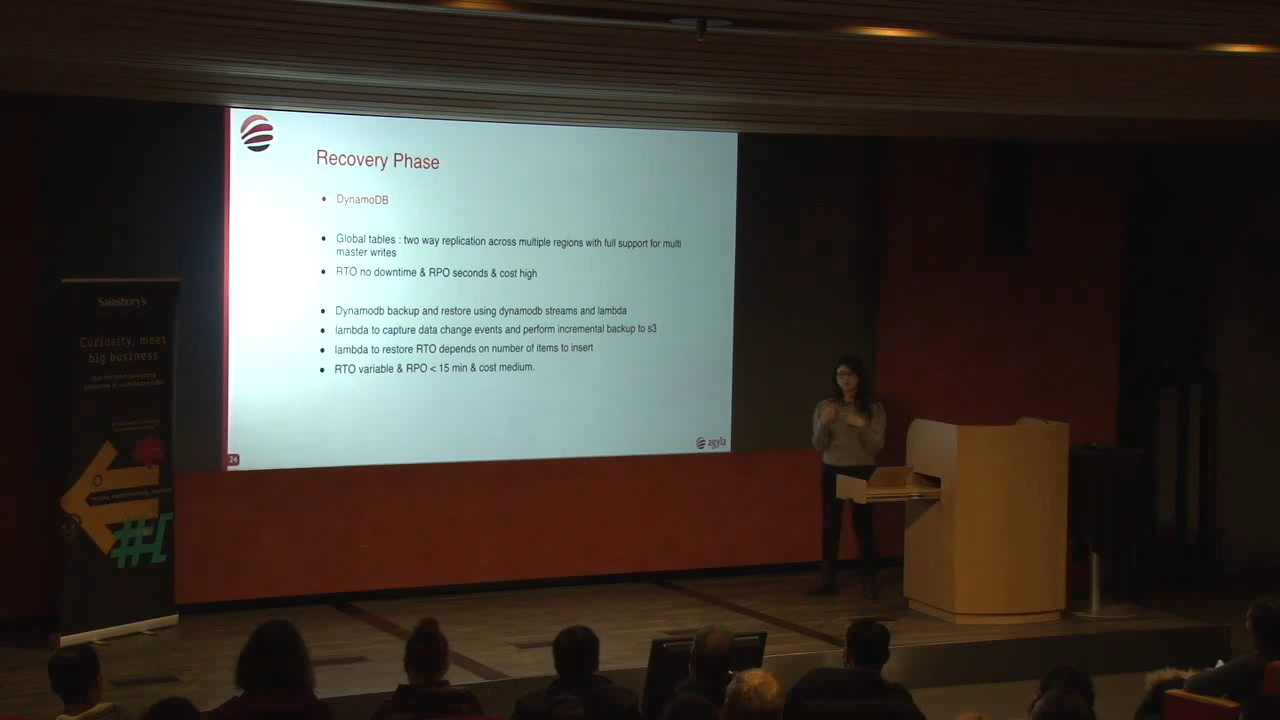 Recovery Phase
DynamoDB
Global tables : two way replication across multiple regions with full support for multi
master writes
RTO no downtime & RPO seconds & cost high
Dynamodb backup and restore using dynamodb streams and lambda
lambda to capture data change events and perform incremental backup to s3
lambda to restore RTO depends on number of items to insert
RTO variable & RPO < 15 min & cost medium.
24
agyla
Sainsbury's
Curiosity, meet
big business